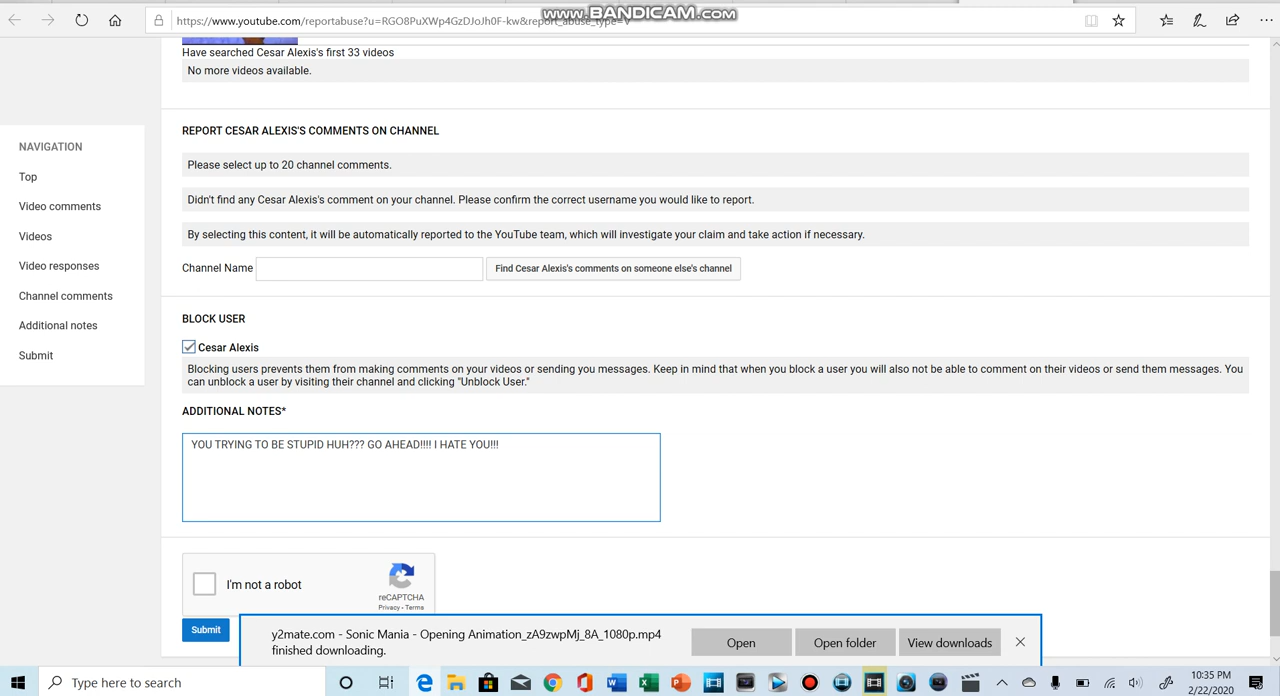 www.BANDICAM.com
https://www.youtube.com/reportabuse?u=RGO8PuXWp4GzDJoJh0F-kw&report_abuse_type=V
Have searched Cesar Alexis's first 33 videos
No more videos available.
REPORT CESAR ALEXIS'S COMMENTS ON CHANNEL
Please select up to 20 channel comments.
Didn't find any Cesar Alexis's comment on your channel. Please confirm the correct username you would like to report.
By selecting this content, it will be automatically reported to the YouTube team, which will investigate your claim and take action if necessary.
Channel Name
Find Cesar Alexis's comments on someone else's channel
NAVIGATION
Top
Video comments
Videos
Video responses
Channel comments
Additional notes
Submit
BLOCK USER
Cesar Alexis
Blocking users prevents them from making comments on your videos or sending you messages. Keep in mind that when you block a user you will also not be able to comment on their videos or send them messages. You
can unblock a user by visiting their channel and clicking "Unblock User."
ADDITIONAL NOTES*
YOU TRYING TO BE STUPID HUH??? GO AHEAD!!!! I HATE YOU!!!
I'm not a robot
reCAPTCHA
Privacy - Terms
Submit
y2mate.com - Sonic Mania - Opening Animation_zA9zwpMj_8A_1080p.mp4
finished downloading.
Open
Open folder
View downloads
Type here to search
10:35 PM
2/22/2020